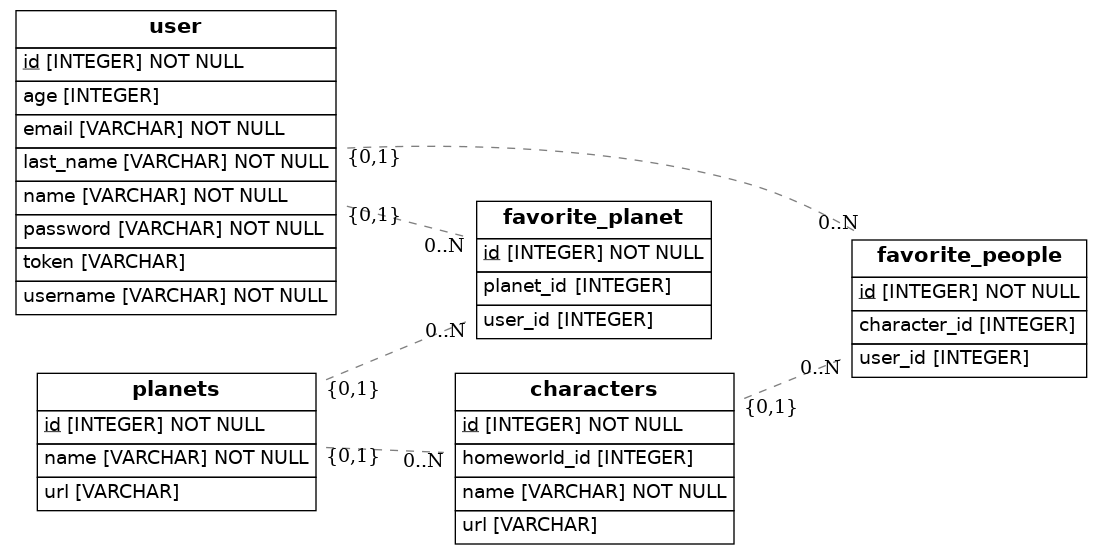 user
id [INTEGER] NOT NULL
age [INTEGER]
email [VARCHAR] NOT NULL
last_name [VARCHAR] NOT NULL
name [VARCHAR] NOT NULL
password [VARCHAR] NOT NULL
token [VARCHAR]
username [VARCHAR] NOT NULL
{0,1}
0..N
{0,1}
0..N
favorite_planet
id [INTEGER] NOT NULL
planet_id [INTEGER]
user_id [INTEGER]
favorite_people
id [INTEGER] NOT NULL
character_id [INTEGER]
user_id [INTEGER]
0..N
{0,1}
0..N
{0,1}
planets
id [INTEGER] NOT NULL
name [VARCHAR] NOT NULL
url [VARCHAR]
{0,1}
0..N
characters
id [INTEGER] NOT NULL
homeworld_id [INTEGER]
name [VARCHAR] NOT NULL
url [VARCHAR]